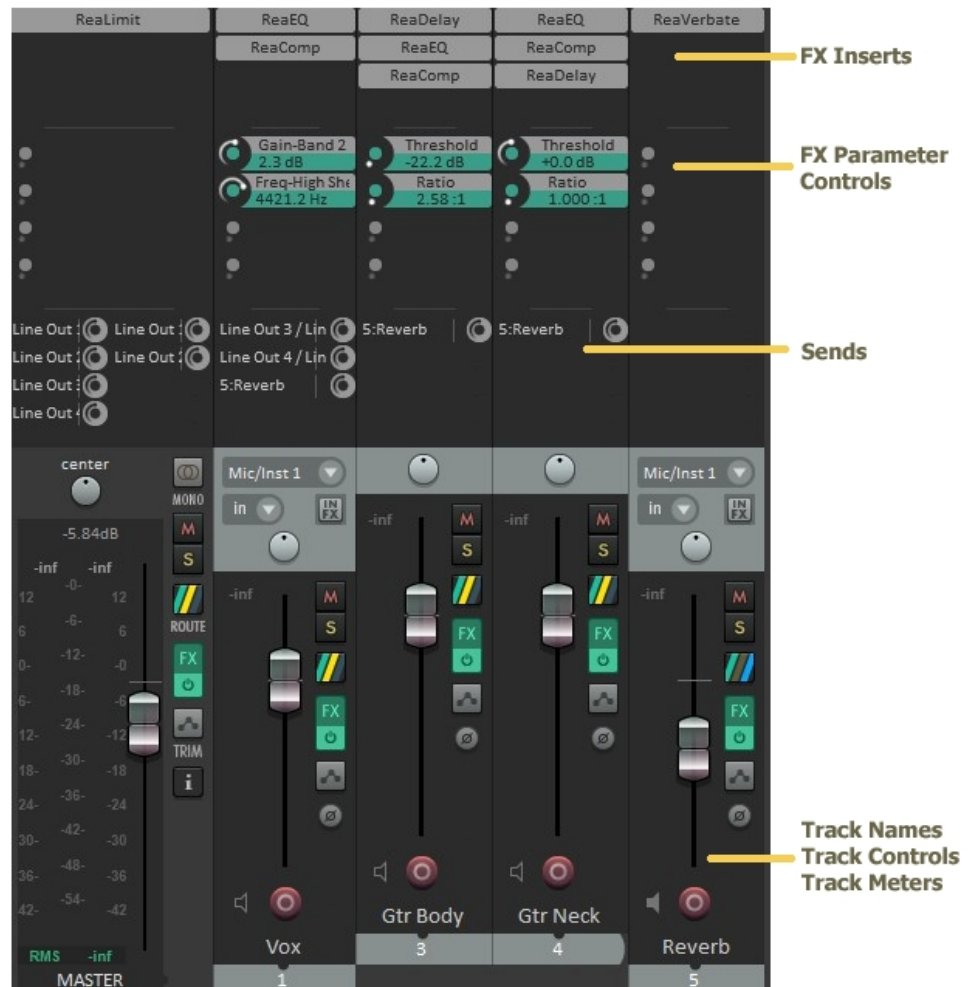 ReaLimit
ReaEQ
ReaDelay
ReaEQ
ReaVerbate
ReaComp
ReaEQ
ReaComp
ReaComp
ReaDelay
FX Inserts
Gain-Band 2
2.3 dB
Threshold
-22.2 dB
Threshold
+0.0 dB
Freq-High She
4421.2 Hz
Ratio
2.58 :1
Ratio
1.000 :1
FX Parameter
Controls
Line Out
Line Out
Line Out 3 / Lin
5:Reverb
5:Reverb
Line Out
Line Out
Line Out 4 / Lin
Line Out
5:Reverb
Line Out
Sends
center
MONO
-5.84dB
M
S
-inf -inf
-0-
12 12
-6-
6 6
ROUTE
-12-
0- -0
FX
-18-
6- -6
-24-
12- -12
TRIM
-30-
18- -18
i
-36-
24- -24
-42-
30- -30
-48-
36- -36
-54-
42- -42
RMS -inf
MASTER
Mic/Inst 1
in
IN
FX
-inf
M
S
FX
Vox
1
-inf
M
S
FX
Gtr Body
3
-inf
M
S
FX
Gtr Neck
4
Mic/Inst 1
in
IN
FX
-inf
M
S
FX
Reverb
5
Track Names
Track Controls
Track Meters